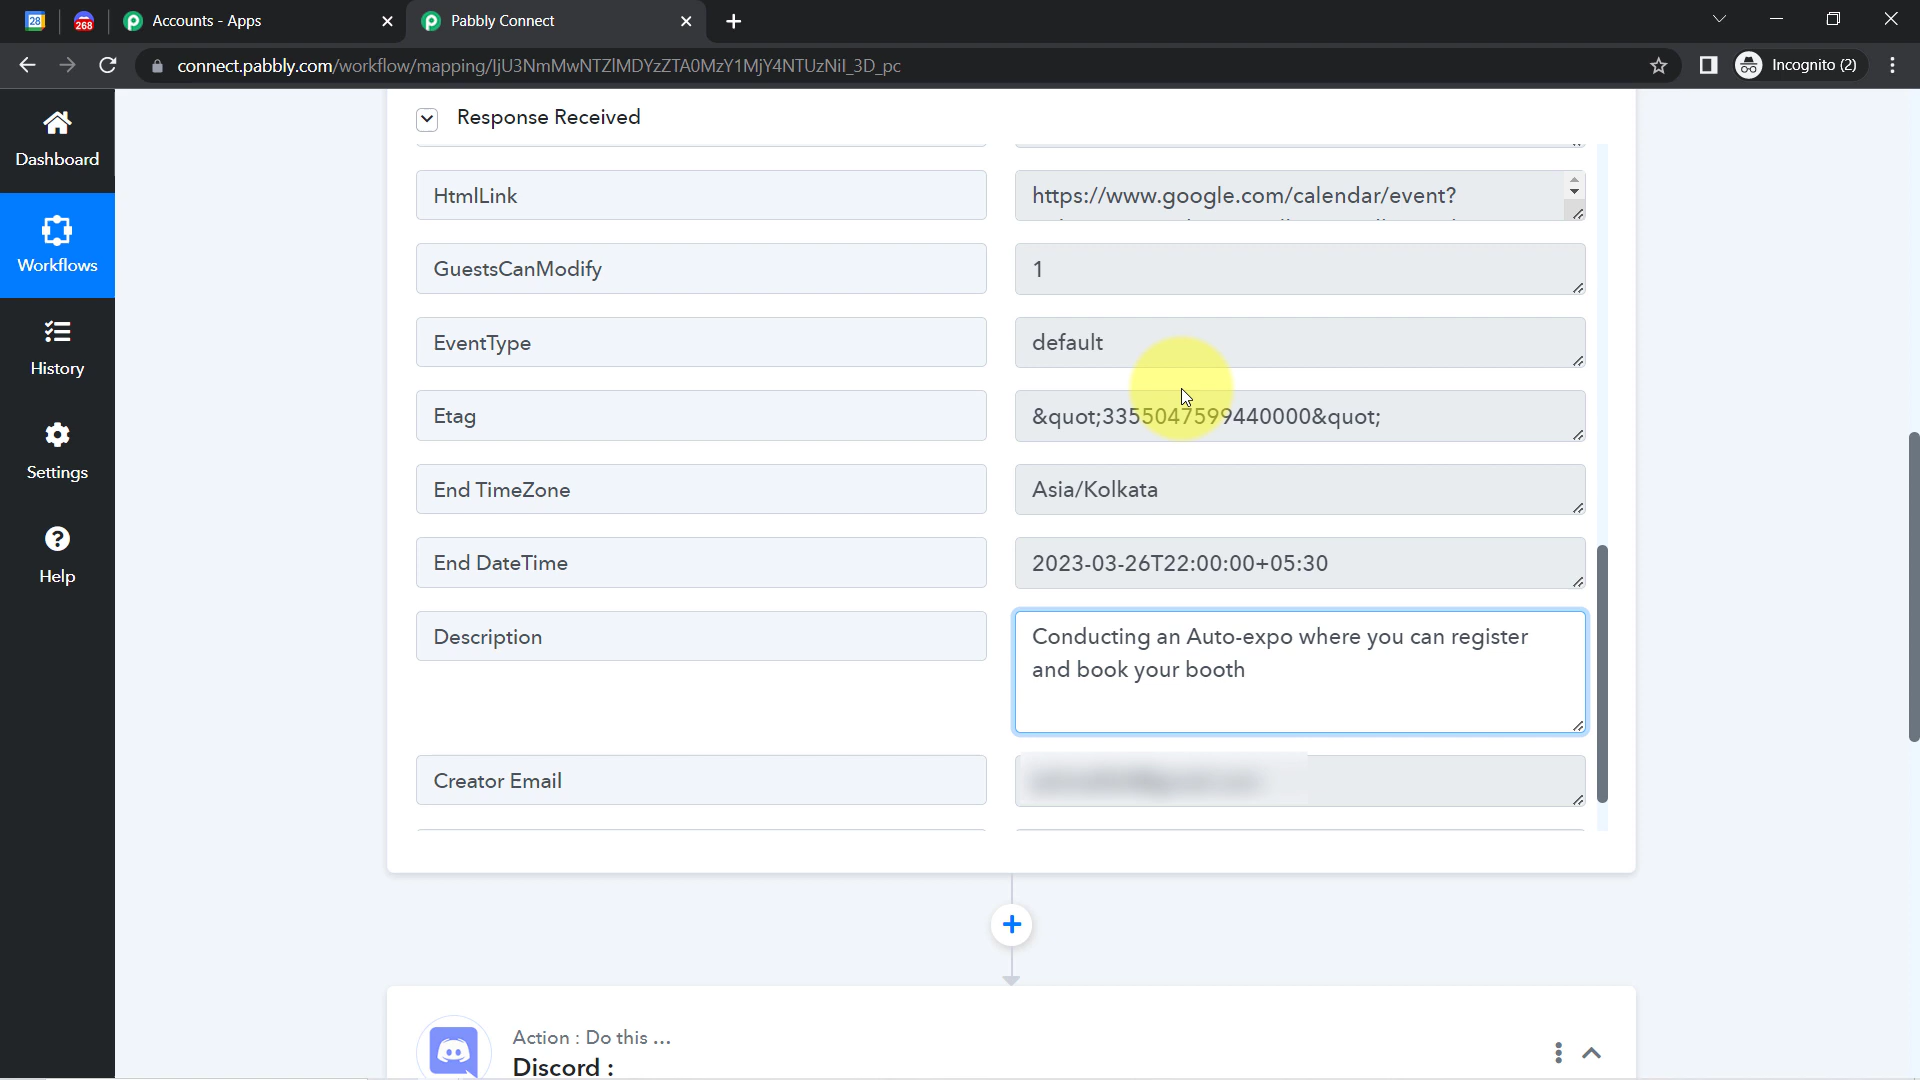 28
268
Accounts - Apps
Pabbly Connect
connect.pabbly.com/workflow/mapping/IjU3NmMwNTZlMDYzZTA0MzY1MjY4NTUzNiI_3D_pc
Incognito (2)
Dashboard
Workflows
History
Settings
Help
Response Received
HtmlLink
https://www.google.com/calendar/event?
GuestsCanModify
1
EventType
default
Etag
&quot;3355047599440000&quot;
End TimeZone
Asia/Kolkata
End DateTime
2023-03-26T22:00:00+05:30
Description
Conducting an Auto-expo where you can register
and book your booth
Creator Email
Action : Do this ...
Discord :